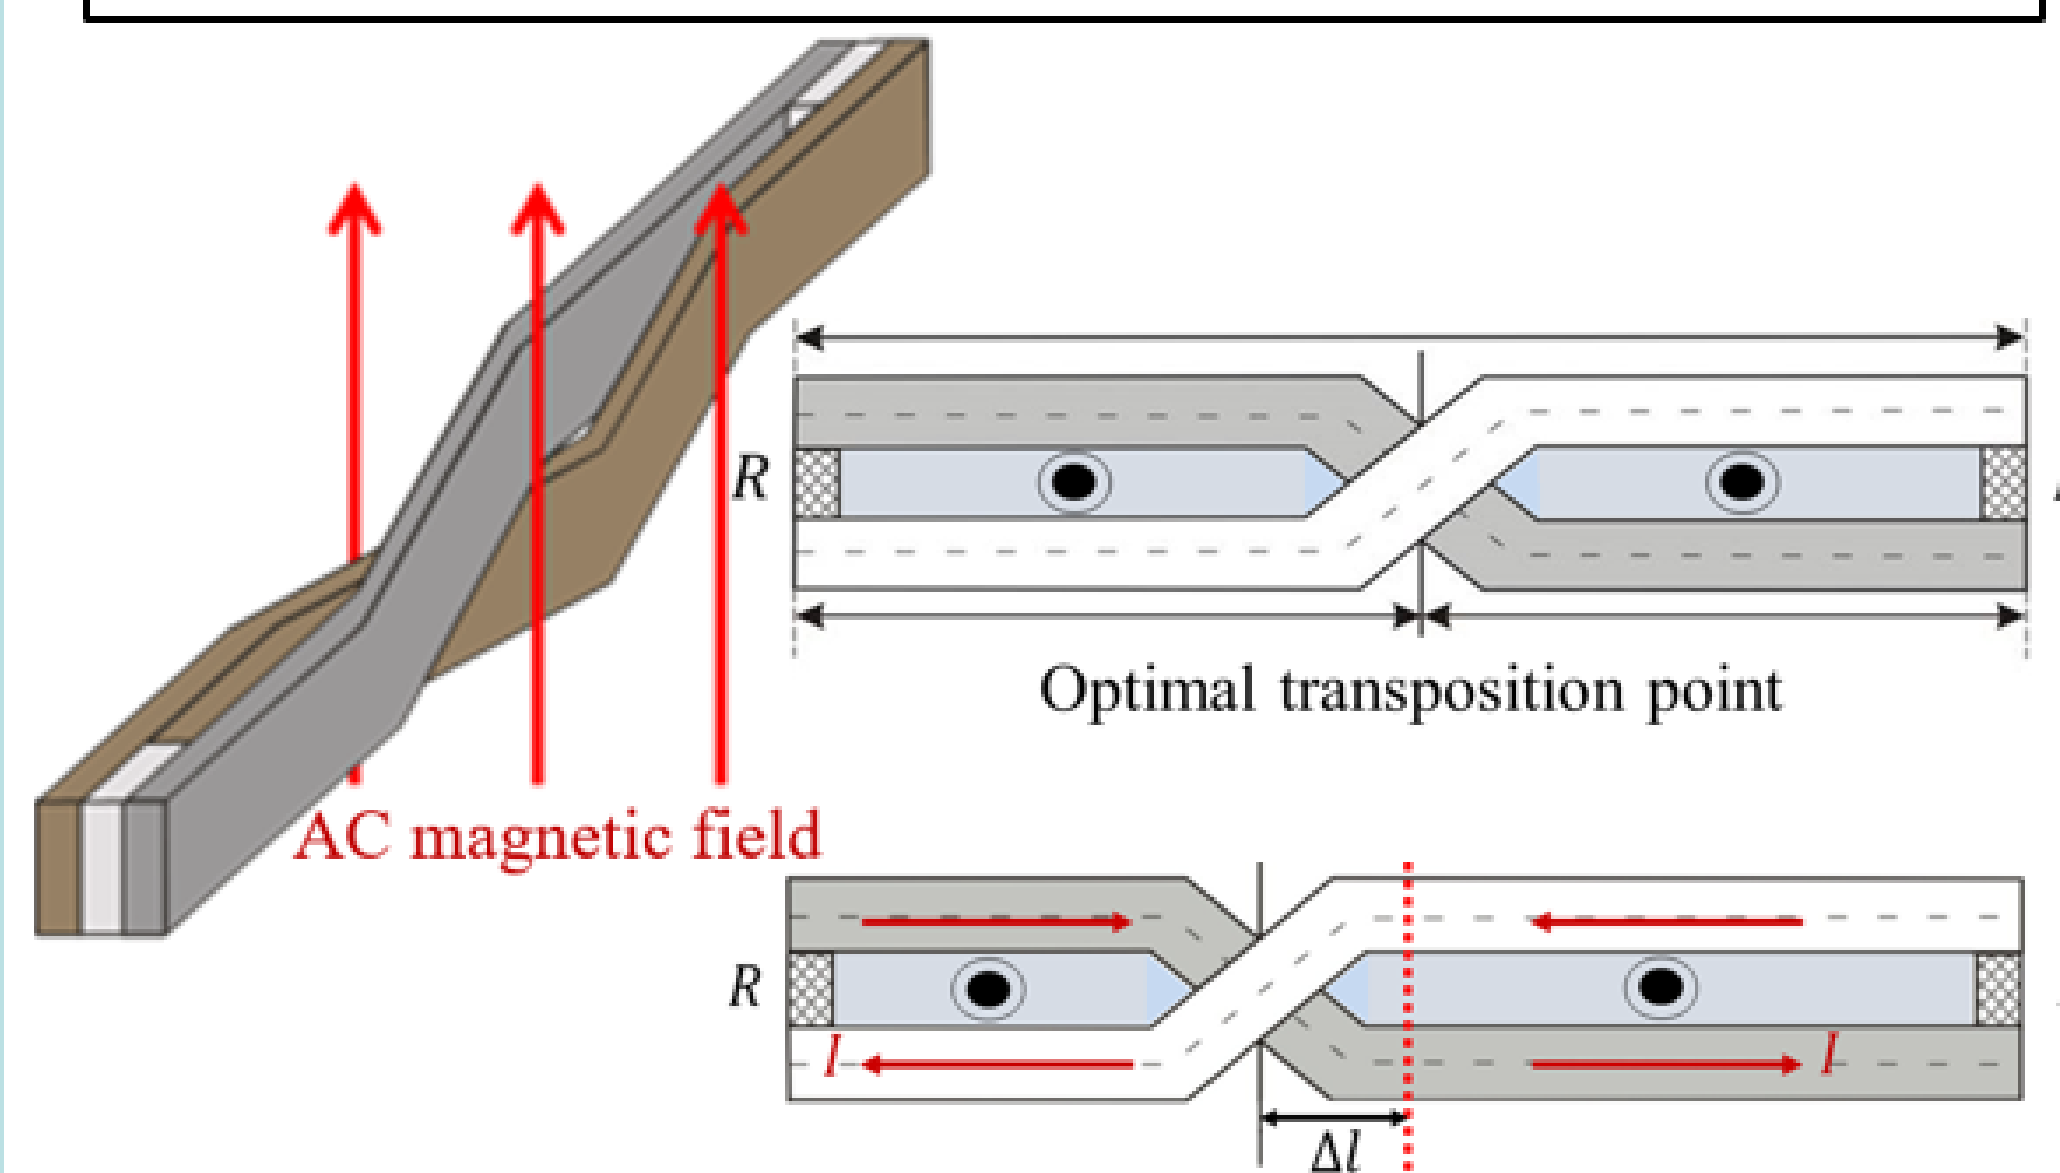 R
Optimal transposition point
AC magnetic field
R
I
I
Δl